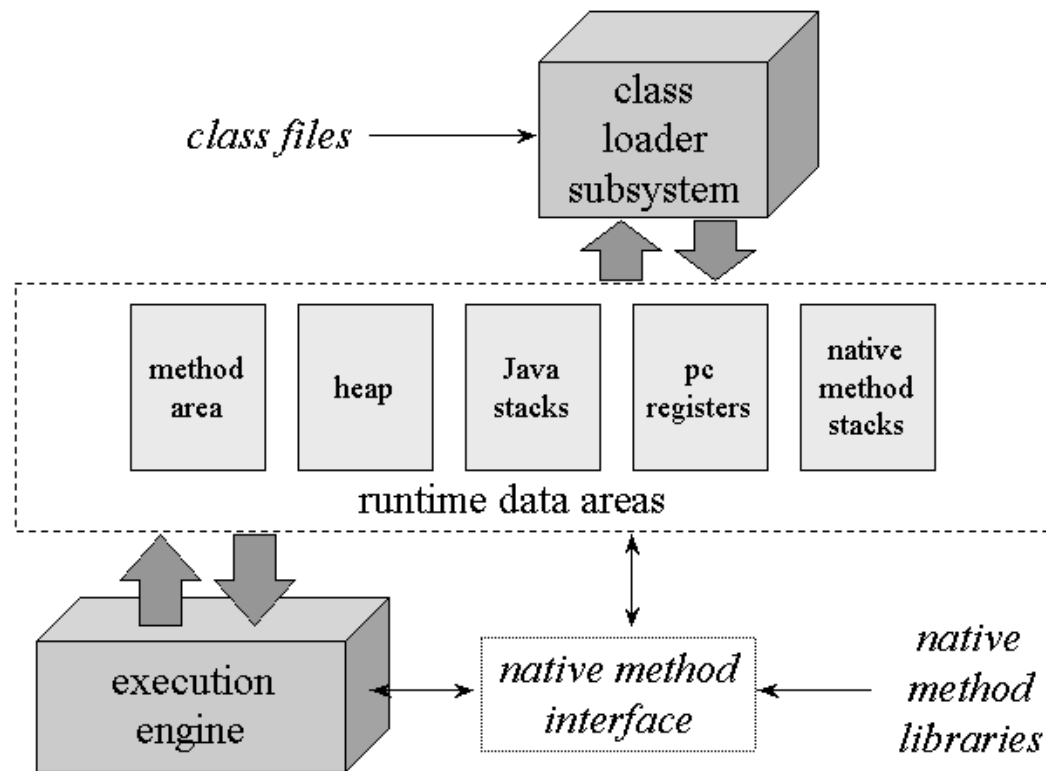 class
loader
subsystem
class files
method
area
heap
Java
stacks
pc
registers
native
method
stacks
runtime data areas
execution
engine
native method
interface
native
method
libraries